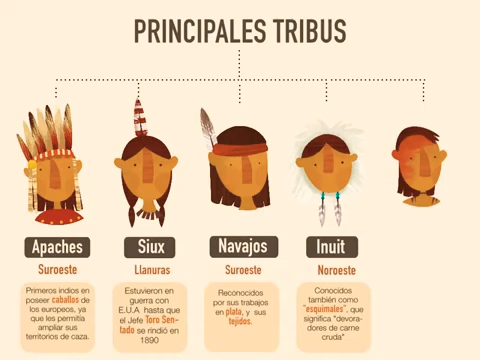 PRINCIPALES TRIBUS
Apaches
Suroeste
Primeros indios en
poseer caballos de
los europeos, ya
que les permitía
ampliar sus
territorios de caza.
Siux
Llanuras
Estuvieron en
guerra con
E.U.A hasta que
el Jefe Toro Sen-
tado se rindió en
1890
Navajos
Suroeste
Reconocidos
por sus trabajos
en plata, y sus
tejidos.
Inuit
Noroeste
Conocidos
también como
"esquimales", que
significa "devora-
dores de carne
cruda"